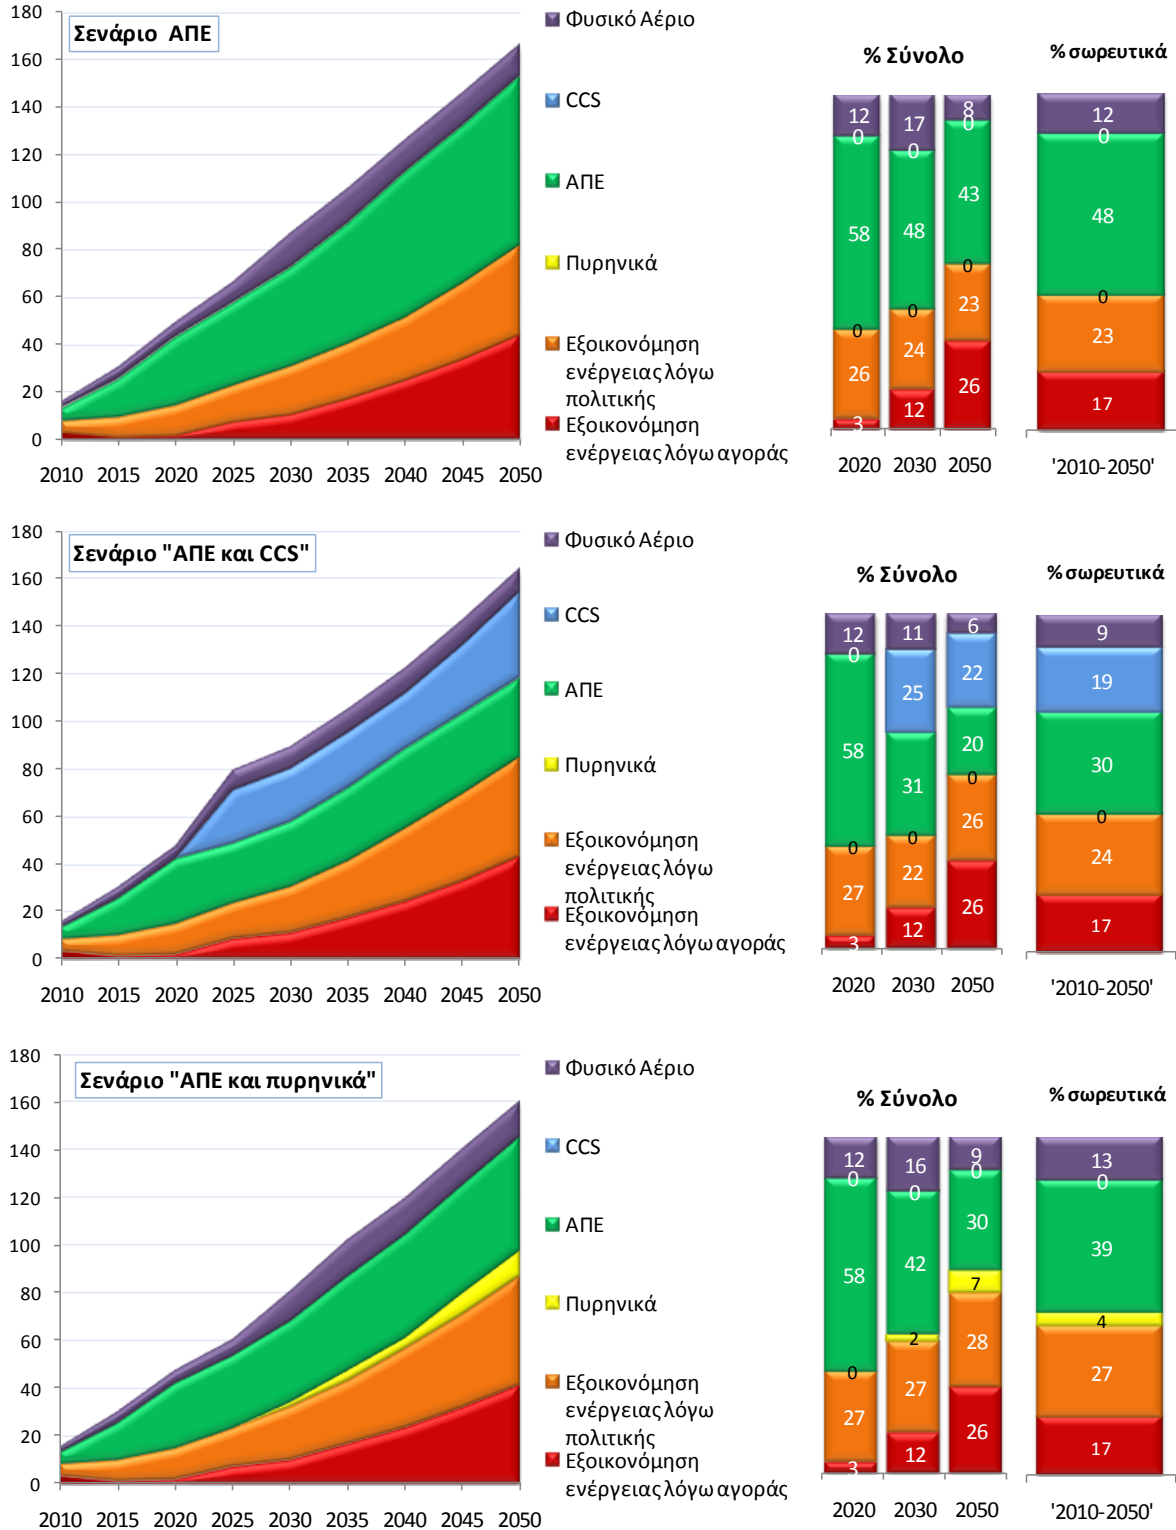 Σενάριο ΑΠΕ
180
160
140
120
100
80
60
40
20
0
2010 2015 2020 2025 2030 2035 2040 2045 2050
Φυσικό Αέριο
CCS
ΑΠΕ
Πυρηνικά
Εξοικονόμηση
ενέργειας λόγω
πολιτικής
Εξοικονόμηση
ενέργειας λόγω αγοράς
% Σύνολο
12 17 8
0 0 0
58 48 43
0 0 0
26 24 23
3 12 26
2020 2030 2050
% σωρευτικά
12
0
48
0
23
17
'2010-2050'
Σενάριο "ΑΠΕ και CCS"
180
160
140
120
100
80
60
40
20
0
2010 2015 2020 2025 2030 2035 2040 2045 2050
Φυσικό Αέριο
CCS
ΑΠΕ
Πυρηνικά
Εξοικονόμηση
ενέργειας λόγω
πολιτικής
Εξοικονόμηση
ενέργειας λόγω αγοράς
% Σύνολο
12 11 6
0 25 22
58 31 20
0 0 0
27 22 26
3 12 26
2020 2030 2050
% σωρευτικά
9
19
30
0
24
17
'2010-2050'
Σενάριο "ΑΠΕ και πυρηνικά"
180
160
140
120
100
80
60
40
20
0
2010 2015 2020 2025 2030 2035 2040 2045 2050
Φυσικό Αέριο
CCS
ΑΠΕ
Πυρηνικά
Εξοικονόμηση
ενέργειας λόγω
πολιτικής
Εξοικονόμηση
ενέργειας λόγω αγοράς
% Σύνολο
12 16 9
0 0 0
58 42 30
0 2 7
27 27 28
3 12 26
2020 2030 2050
% σωρευτικά
13
0
39
4
27
17
'2010-2050'